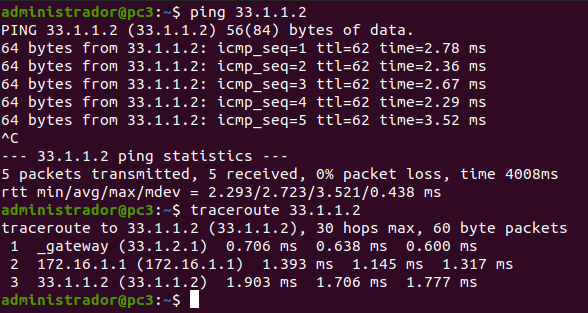 administrador@pc3:~$ ping 33.1.1.2
PING 33.1.1.2 (33.1.1.2) 56(84) bytes of data.
64 bytes from 33.1.1.2: icmp_seq=1 ttl=62 time=2.78 ms
64 bytes from 33.1.1.2: icmp_seq=2 ttl=62 time=2.36 ms
64 bytes from 33.1.1.2: icmp_seq=3 ttl=62 time=2.67 ms
64 bytes from 33.1.1.2: icmp_seq=4 ttl=62 time=2.29 ms
64 bytes from 33.1.1.2: icmp_seq=5 ttl=62 time=3.52 ms
^C
--- 33.1.1.2 ping statistics ---
5 packets transmitted, 5 received, 0% packet loss, time 4008ms
rtt min/avg/max/mdev = 2.293/2.723/3.521/0.438 ms
administrador@pc3:~$ traceroute 33.1.1.2
traceroute to 33.1.1.2 (33.1.1.2), 30 hops max, 60 byte packets
 1  _gateway (33.1.2.1)  0.706 ms  0.638 ms  0.600 ms
 2  172.16.1.1 (172.16.1.1)  1.393 ms  1.145 ms  1.317 ms
 3  33.1.1.2 (33.1.1.2)  1.903 ms  1.706 ms  1.777 ms
administrador@pc3:~$